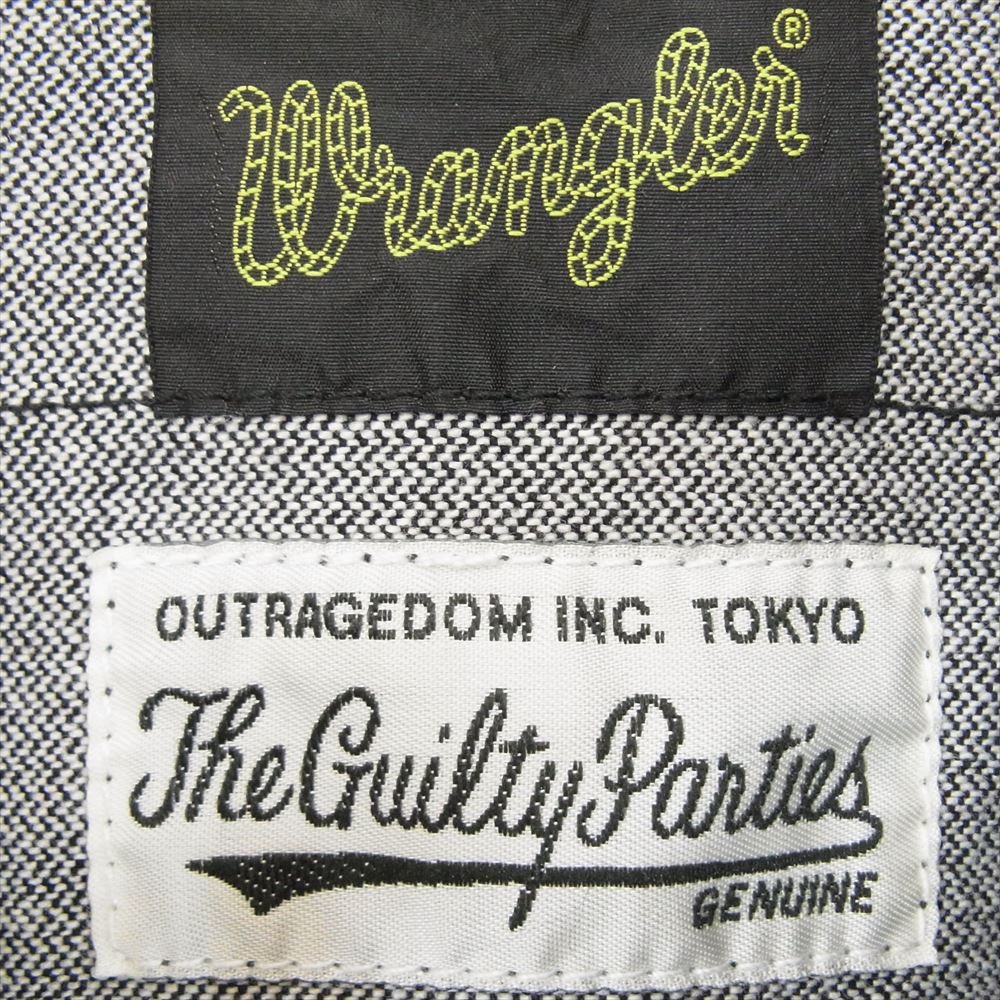 Wrangler®
OUTRAGEDOM INC. TOKYO
The Guilty Parties
GENUINE